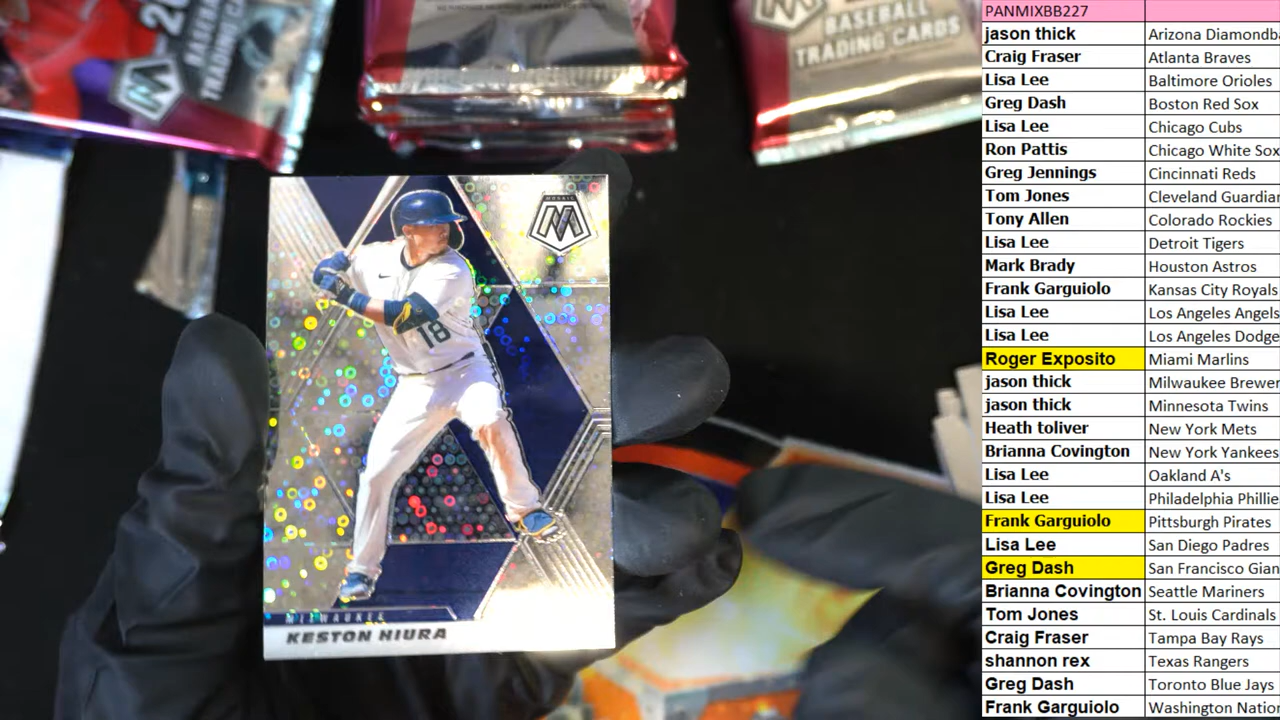 BASEBALL
TRADING CARDS
MOSAIC
18
MILWAUKEE
KESTON HIURA
PANMIXBB227
jason thick Arizona Diamondba
Craig Fraser Atlanta Braves
Lisa Lee Baltimore Orioles
Greg Dash Boston Red Sox
Lisa Lee Chicago Cubs
Ron Pattis Chicago White Sox
Greg Jennings Cincinnati Reds
Tom Jones Cleveland Guardian
Tony Allen Colorado Rockies
Lisa Lee Detroit Tigers
Mark Brady Houston Astros
Frank Garguiolo Kansas City Royals
Lisa Lee Los Angeles Angels
Lisa Lee Los Angeles Dodge
Roger Exposito Miami Marlins
jason thick Milwaukee Brewer
jason thick Minnesota Twins
Heath toliver New York Mets
Brianna Covington New York Yankees
Lisa Lee Oakland A's
Lisa Lee Philadelphia Phillie
Frank Garguiolo Pittsburgh Pirates
Lisa Lee San Diego Padres
Greg Dash San Francisco Gian
Brianna Covington Seattle Mariners
Tom Jones St. Louis Cardinals
Craig Fraser Tampa Bay Rays
shannon rex Texas Rangers
Greg Dash Toronto Blue Jays
Frank Garguiolo Washington Nation